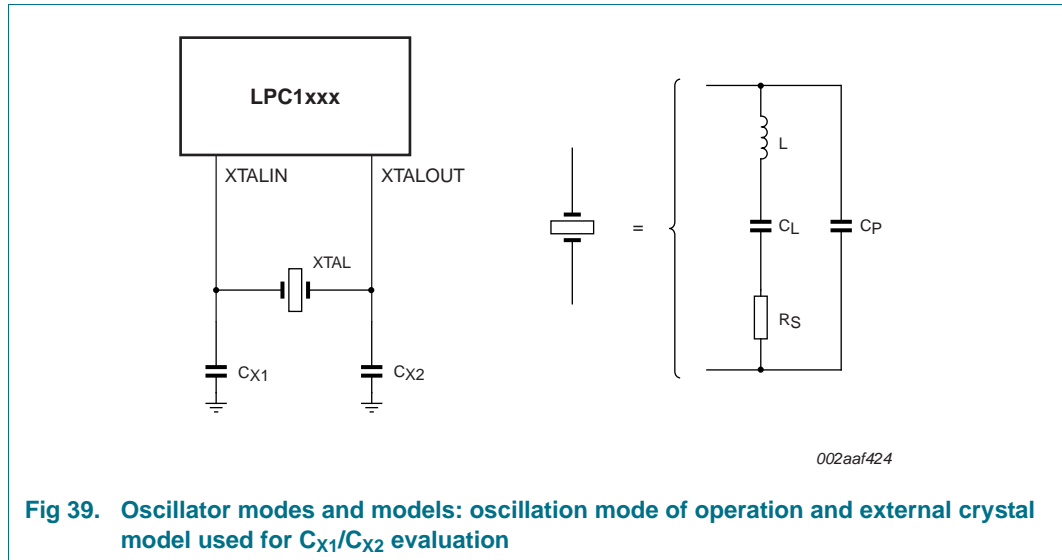 LPC1xxx
XTALIN
XTALOUT
XTAL
CX1
CX2
=
L
CL
CP
RS
002aaf424
Fig 39. Oscillator modes and models: oscillation mode of operation and external crystal
model used for CX1/CX2 evaluation